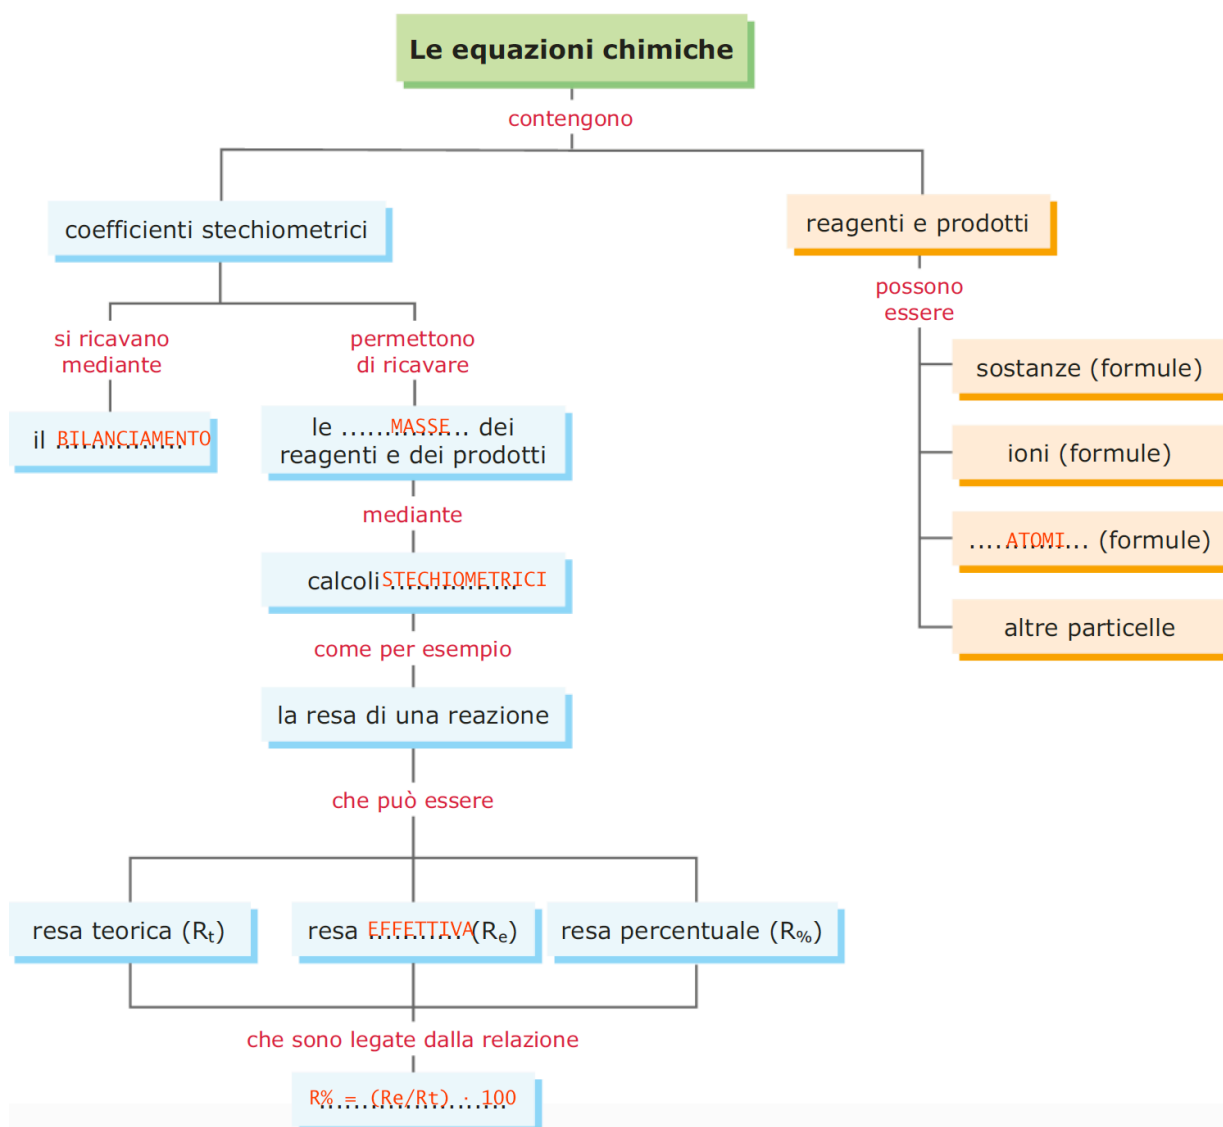 Le equazioni chimiche
contengono
coefficienti stechiometrici
reagenti e prodotti
si ricavano
mediante
permettono
di ricavare
possono
essere
il BILANCIAMENTO
le ....MASSE.. dei
reagenti e dei prodotti
sostanze (formule)
ioni (formule)
....ATOMI... (formule)
altre particelle
mediante
calcoli STECHIOMETRICI
come per esempio
la resa di una reazione
che può essere
resa teorica (Rt)
resa EFFETTIVA (Re)
resa percentuale (R%)
che sono legate dalla relazione
R% = (Re/Rt) · 100